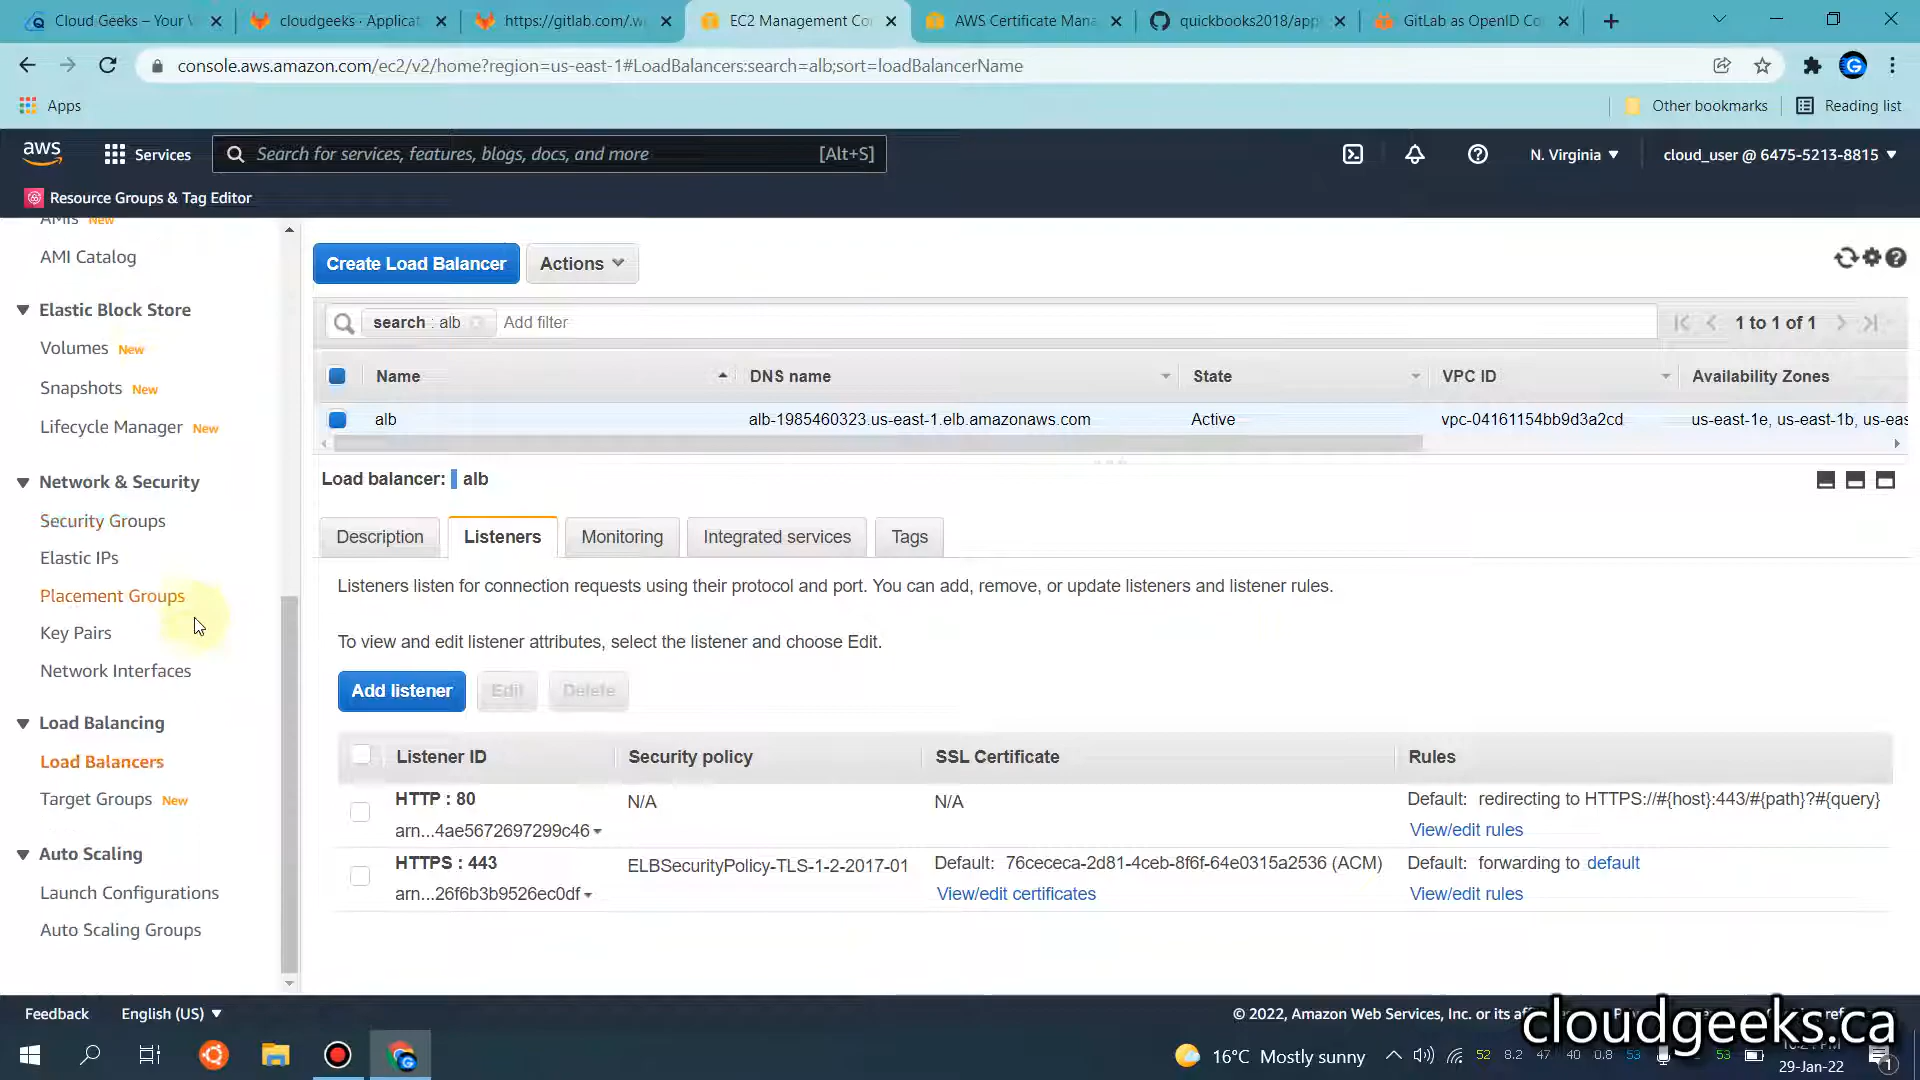 Cloud Geeks – Your V
cloudgeeks · Applicat
https://gitlab.com/.w
EC2 Management Co
AWS Certificate Mana
quickbooks2018/app
GitLab as OpenID Co
console.aws.amazon.com/ec2/v2/home?region=us-east-1#LoadBalancers:search=alb;sort=loadBalancerName
Apps
Other bookmarks
Reading list
aws
Services
Search for services, features, blogs, docs, and more
[Alt+S]
N. Virginia
cloud_user @ 6475-5213-8815
Resource Groups & Tag Editor
AMIs New
AMI Catalog
Elastic Block Store
Volumes New
Snapshots New
Lifecycle Manager New
Network & Security
Security Groups
Elastic IPs
Placement Groups
Key Pairs
Network Interfaces
Load Balancing
Load Balancers
Target Groups New
Auto Scaling
Launch Configurations
Auto Scaling Groups
Create Load Balancer
Actions
search : alb
Add filter
1 to 1 of 1
Name
DNS name
State
VPC ID
Availability Zones
alb
alb-1985460323.us-east-1.elb.amazonaws.com
Active
vpc-04161154bb9d3a2cd
us-east-1e, us-east-1b, us-eas
Load balancer: alb
Description
Listeners
Monitoring
Integrated services
Tags
Listeners listen for connection requests using their protocol and port. You can add, remove, or update listeners and listener rules.
To view and edit listener attributes, select the listener and choose Edit.
Add listener
Edit
Delete
Listener ID
Security policy
SSL Certificate
Rules
HTTP : 80
arn...4ae5672697299c46
N/A
N/A
Default: redirecting to HTTPS://#{host}:443/#{path}?#{query}
View/edit rules
HTTPS : 443
arn...26f6b3b9526ec0df
ELBSecurityPolicy-TLS-1-2-2017-01
Default: 76cececa-2d81-4ceb-8f6f-64e0315a2536 (ACM)
View/edit certificates
Default: forwarding to default
View/edit rules
Feedback
English (US)
© 2022, Amazon Web Services, Inc. or its
cloudgeeks.ca
16°C Mostly sunny
52 8.2 47 40 0.8 53
53
29-Jan-22
1